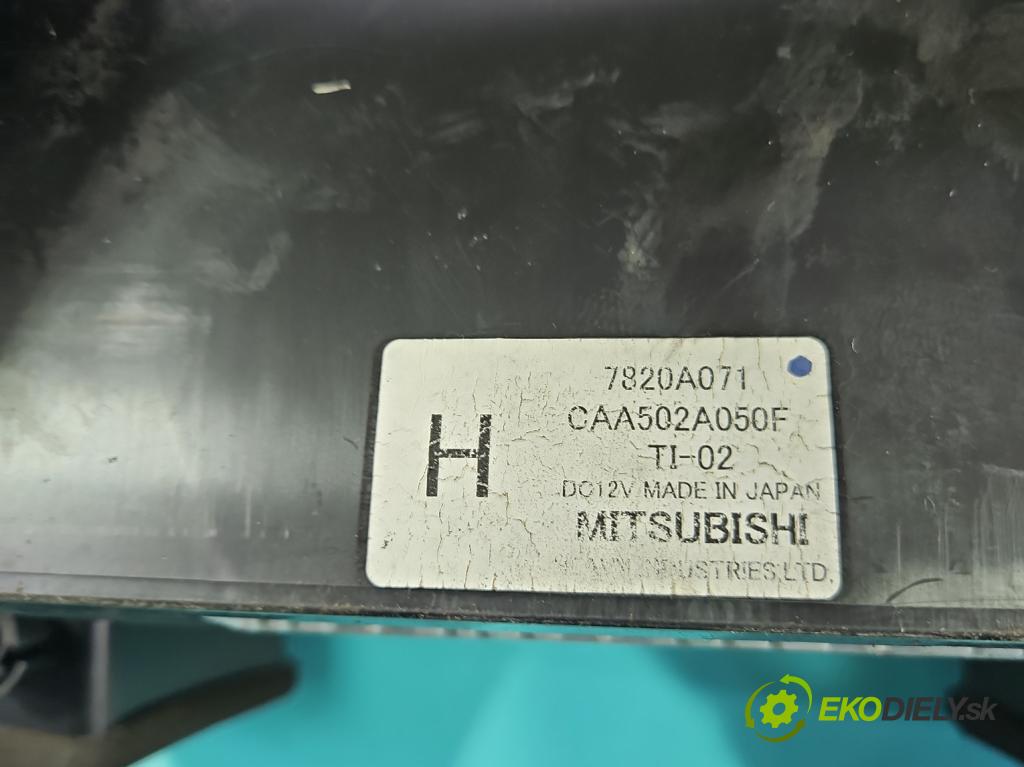 7820A071
H
CAA502A050F
TI-02
DC12V MADE IN JAPAN
MITSUBISHI
INDUSTRIES,LTD.
EKODIELY.sk